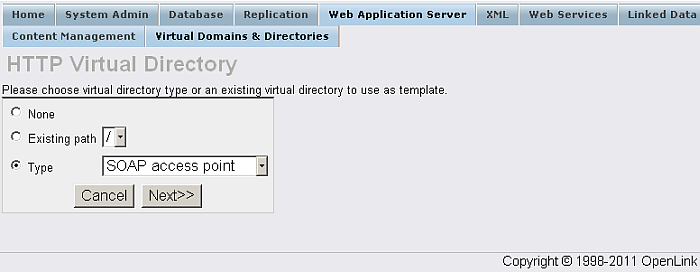 Home System Admin Database Replication Web Application Server XML Web Services Linked Data
Content Management Virtual Domains & Directories
HTTP Virtual Directory
Please choose virtual directory type or an existing virtual directory to use as template.
None
Existing path /
Type SOAP access point
Cancel Next>>
Copyright © 1998-2011 OpenLink